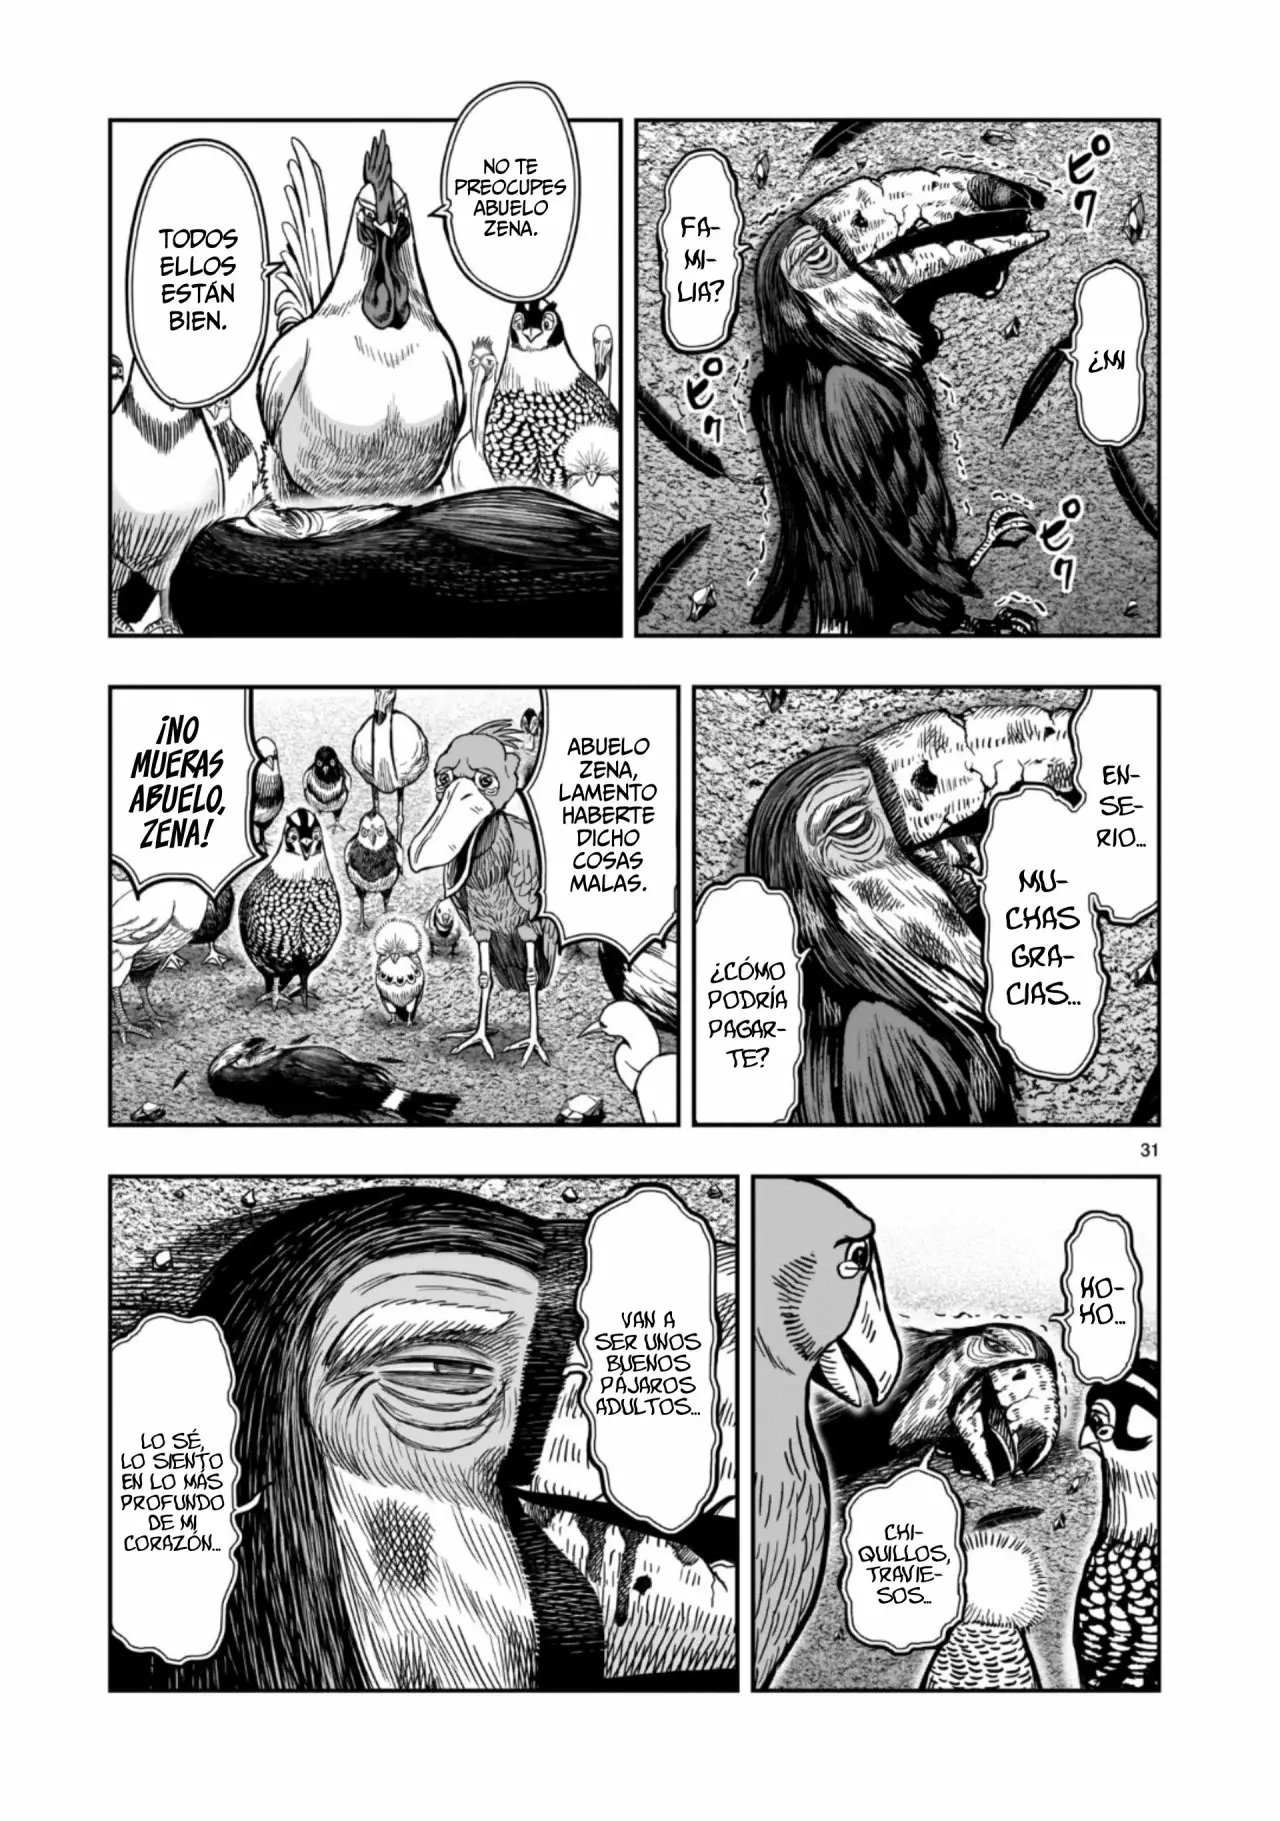 ¿MI
FA-
MI-
LIA?
ピク
ピク
ピク
NO TE
PREOCUPES
ABUELO
ZENA.
TODOS
ELLOS
ESTÁN
BIEN.
EN-
SE-
RIO...
MU-
CHAS
GRA-
CIAS...
¿CÓMO
PODRÍA
PAGAR-
TE?
ABUELO
ZENA,
LAMENTO
HABERTE
DICHO
COSAS
MALAS.
¡NO
MUERAS
ABUELO,
ZENA!
31
HO-
HO...
CHI-
QUILLOS,
TRAVIE-
SOS...
VAN A
SER UNOS
BUENOS
PÁJAROS
ADULTOS...
LO SÉ,
LO SIENTO
EN LO MÁS
PROFUNDO
DE MI
CORAZÓN...